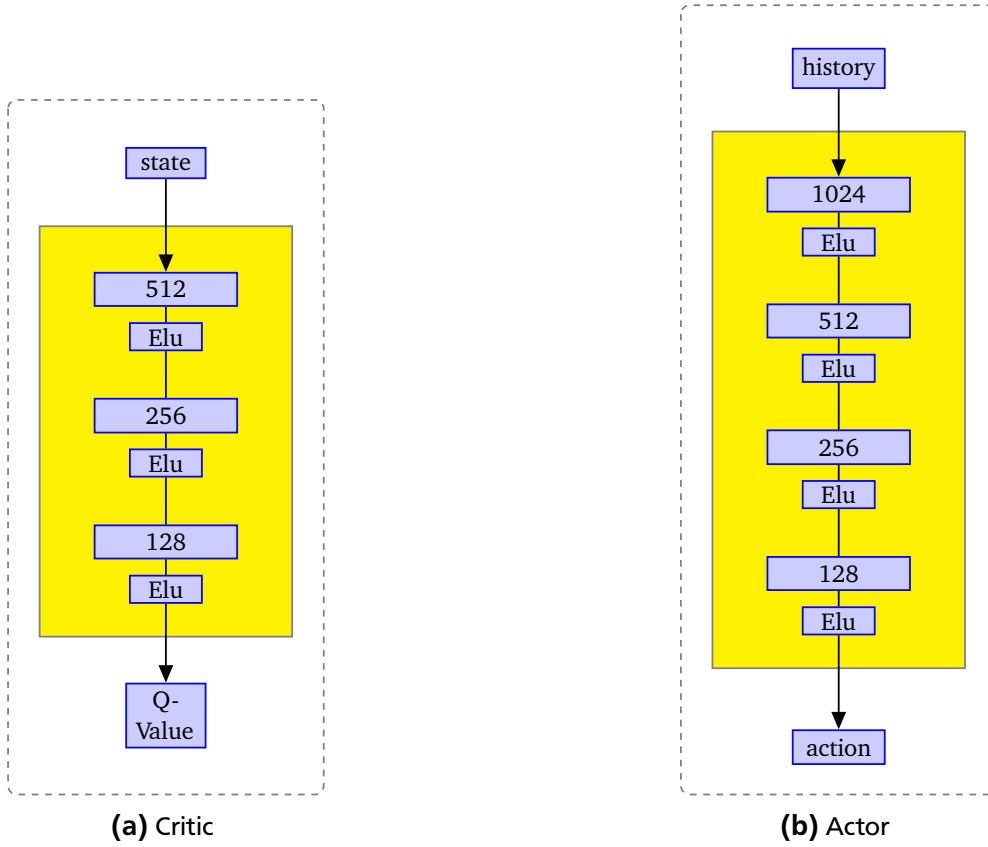 state
512
Elu
256
Elu
128
Elu
Q-
Value
(a) Critic
history
1024
Elu
512
Elu
256
Elu
128
Elu
action
(b) Actor